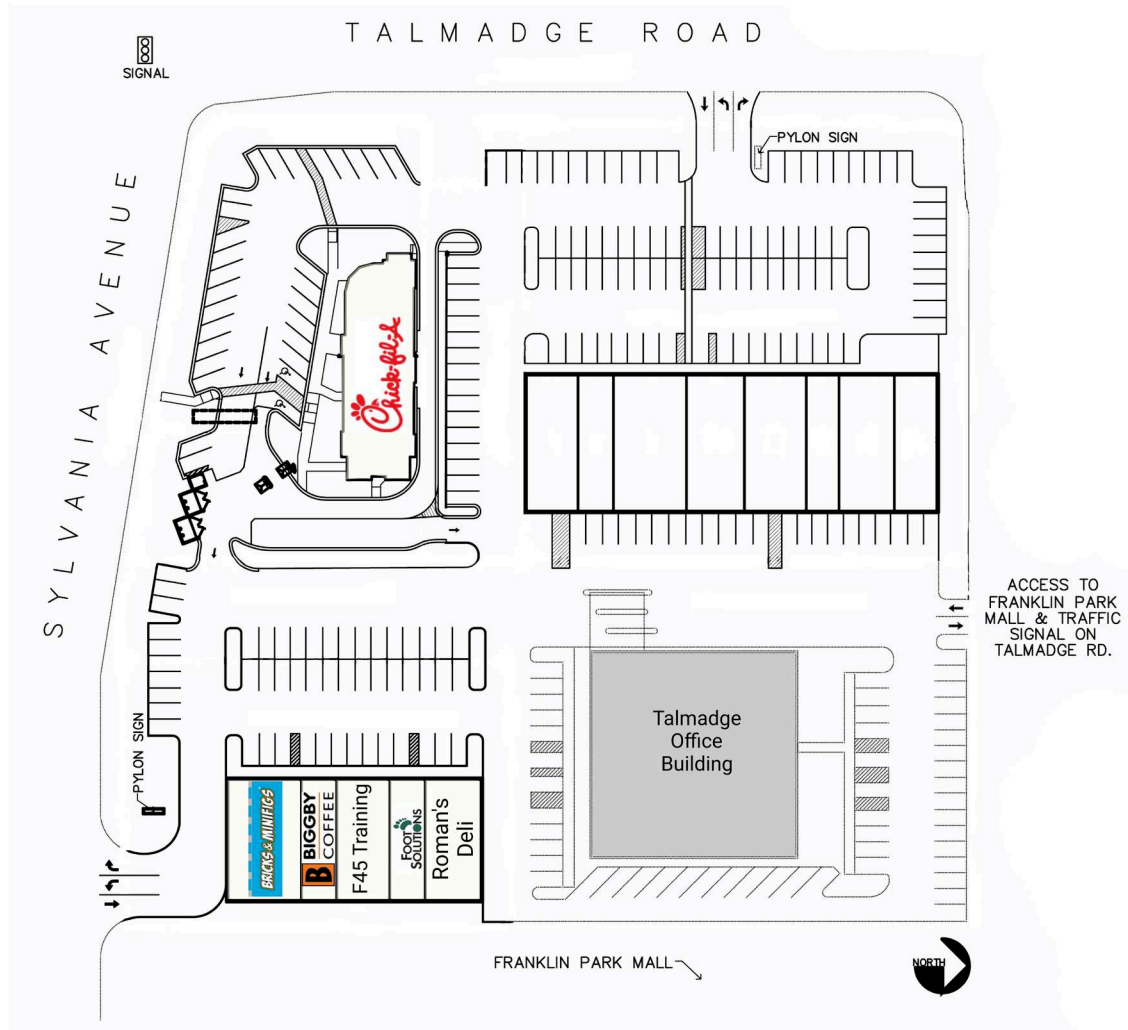 TALMADGE ROAD
SIGNAL
PYLON SIGN
SYLVANIA AVENUE
Chick-fil-A
ACCESS TO
FRANKLIN PARK
MALL & TRAFFIC
SIGNAL ON
TALMADGE RD.
Talmadge
Office
Building
PYLON SIGN
BRICKS & MINIFIGS
B BIGGBY
COFFEE
F45 Training
FOOT
SOLUTIONS
Roman's
Deli
FRANKLIN PARK MALL
NORTH